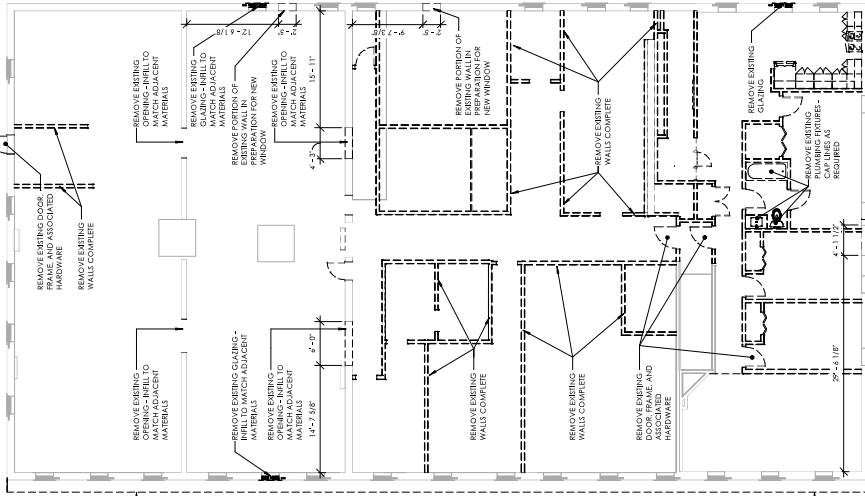 REMOVE EXISTING DOOR,
FRAME, AND ASSOCIATED
HARDWARE
REMOVE EXISTING
WALLS COMPLETE
REMOVE EXISTING
OPENING - INFILL TO
MATCH ADJACENT
MATERIALS
REMOVE EXISTING
GLAZING - INFILL TO
MATCH ADJACENT
MATERIALS
REMOVE PORTION OF
EXISTING WALL IN
PREPARATION FOR NEW
WINDOW
REMOVE EXISTING
OPENING - INFILL TO
MATCH ADJACENT
MATERIALS
12' - 6 1/8"
2' - 5"
9' - 7 3/8"
2' - 5"
15' - 11"
4' - 3"
REMOVE PORTION OF
EXISTING WALL IN
PREPARATION FOR
NEW WINDOW
REMOVE EXISTING
WALLS COMPLETE
REMOVE EXISTING
GLAZING
REMOVE EXISTING
PLUMBING FIXTURES -
CAP LINES AS
REQUIRED
4' - 1 1/2"
29' - 6 1/8"
REMOVE EXISTING
OPENING - INFILL TO
MATCH ADJACENT
MATERIALS
REMOVE EXISTING GLAZING -
INFILL TO MATCH ADJACENT
MATERIALS
REMOVE EXISTING
OPENING - INFILL TO
MATCH ADJACENT
MATERIALS
14' - 7 5/8"
6' - 0"
REMOVE EXISTING
WALLS COMPLETE
REMOVE EXISTING
WALLS COMPLETE
REMOVE EXISTING
DOOR, FRAME, AND
ASSOCIATED
HARDWARE